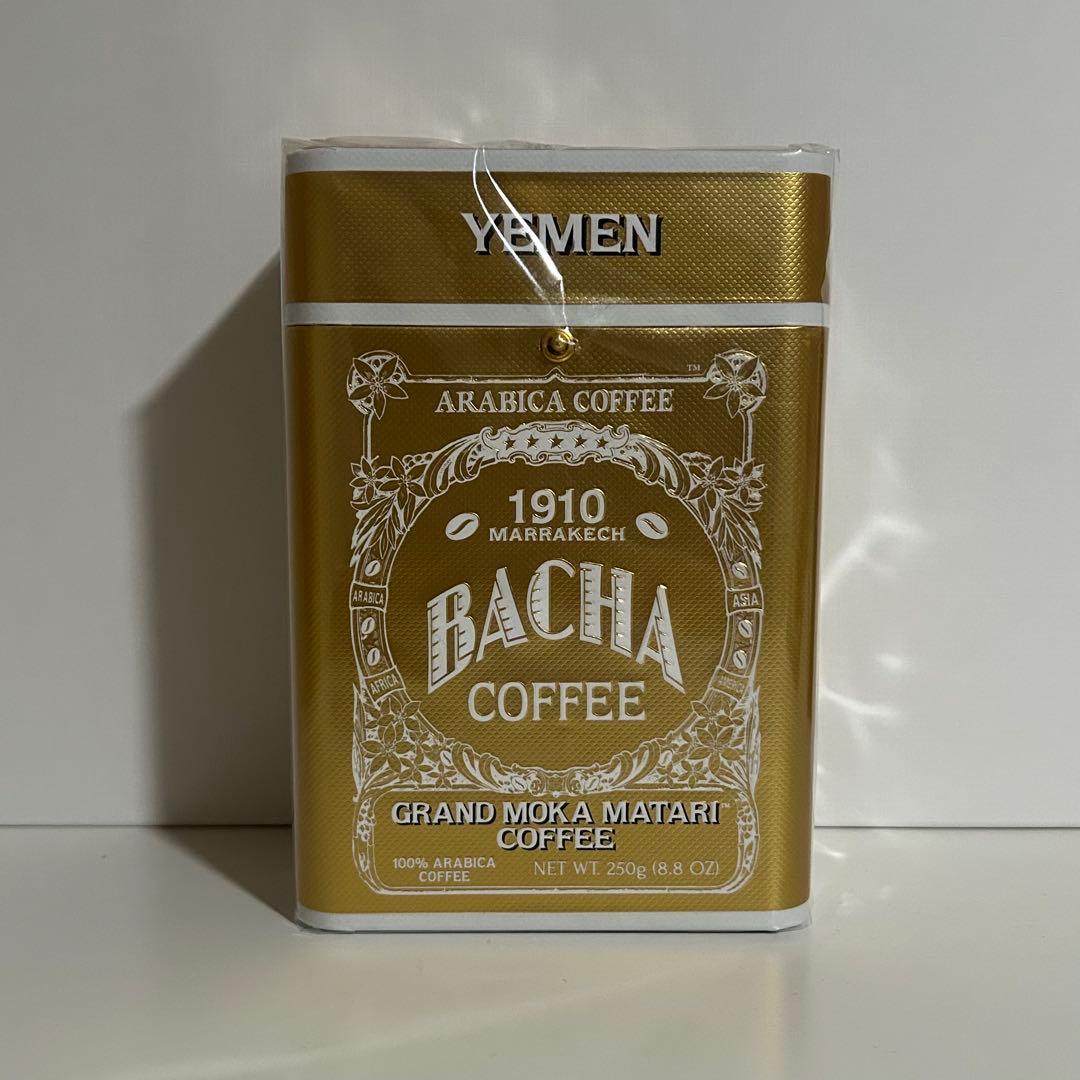 YEMEN
TM
ARABICA COFFEE
1910
MARRAKECH
BACHA
COFFEE
ARABICA
ASIA
AFRICA
GRAND MOKA MATARI™
COFFEE
100% ARABICA
COFFEE
NET WT. 250g (8.8 OZ)